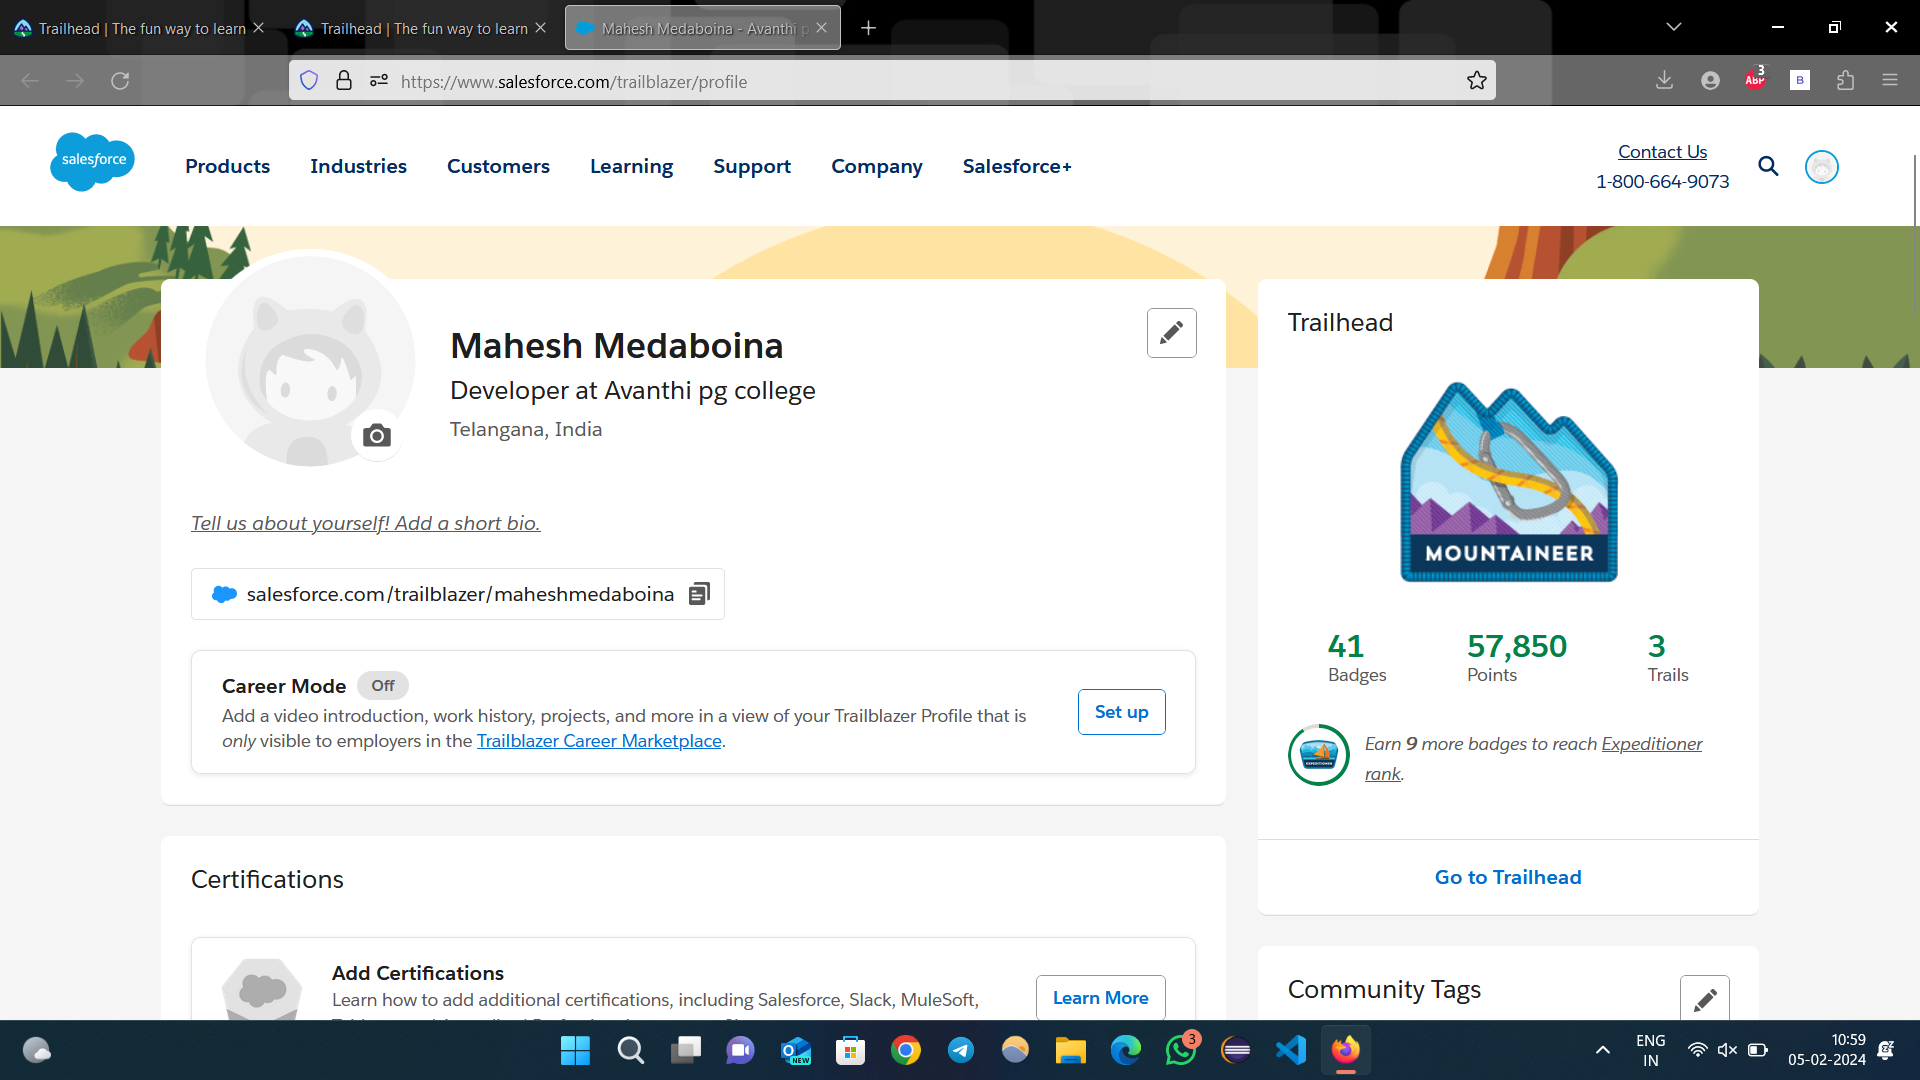 Trailhead | The fun way to learn
Trailhead | The fun way to learn
Mahesh Medaboina - Avanthi p
https://www.salesforce.com/trailblazer/profile
3
ABP
B
salesforce
Products
Industries
Customers
Learning
Support
Company
Salesforce+
Contact Us
1-800-664-9073
Mahesh Medaboina
Developer at Avanthi pg college
Telangana, India
Tell us about yourself! Add a short bio.
salesforce.com/trailblazer/maheshmedaboina
Career Mode Off
Add a video introduction, work history, projects, and more in a view of your Trailblazer Profile that is
only visible to employers in the Trailblazer Career Marketplace.
Set up
Certifications
Add Certifications
Learn how to add additional certifications, including Salesforce, Slack, MuleSoft,
Learn More
Trailhead
MOUNTAINEER
41
Badges
57,850
Points
3
Trails
EXPEDITIONER
Earn 9 more badges to reach Expeditioner
rank.
Go to Trailhead
Community Tags
NEW
3
ENG
IN
10:59
05-02-2024